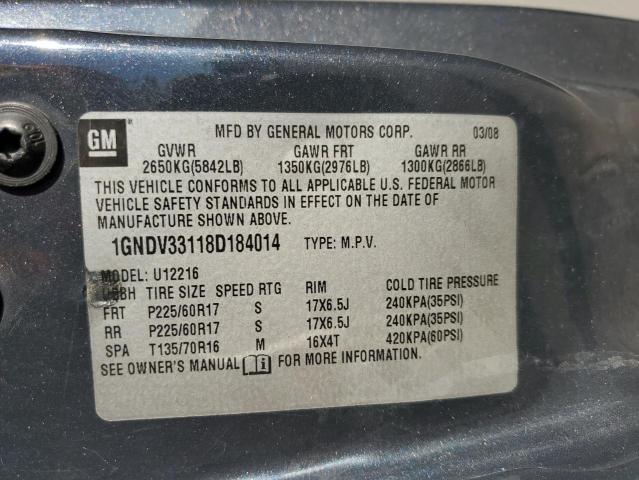 GM
MFD BY GENERAL MOTORS CORP. 03/08
GVWR GAWR FRT GAWR RR
2650KG(5842LB) 1350KG(2976LB) 1300KG(2866LB)
THIS VEHICLE CONFORMS TO ALL APPLICABLE U.S. FEDERAL MOTOR
VEHICLE SAFETY STANDARDS IN EFFECT ON THE DATE OF
MANUFACTURE SHOWN ABOVE.
1GNDV33118D184014 TYPE: M.P.V.
MODEL: U12216
TIRE SIZE SPEED RTG RIM COLD TIRE PRESSURE
FRT P225/60R17 S 17X6.5J 240KPA(35PSI)
RR P225/60R17 S 17X6.5J 240KPA(35PSI)
SPA T135/70R16 M 16X4T 420KPA(60PSI)
SEE OWNER'S MANUAL FOR MORE INFORMATION.